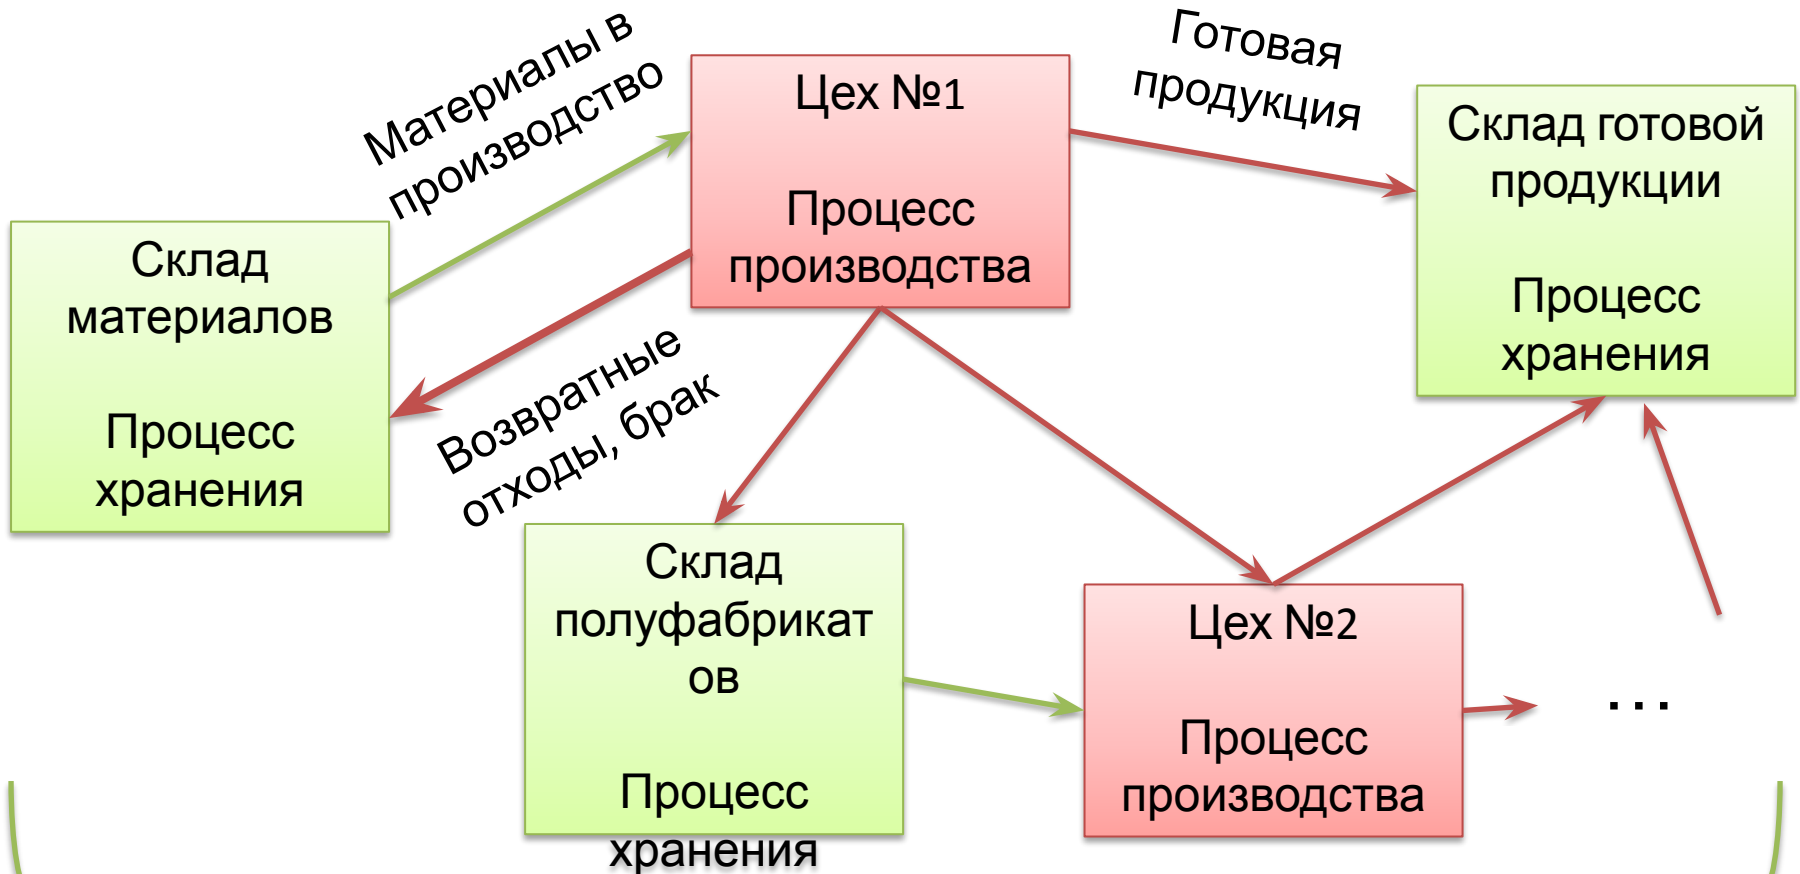 Материалы в
производство
Цех №1
Процесс
производства
Готовая
продукция
Склад готовой
продукции
Процесс
хранения
Склад
материалов
Процесс
хранения
Возвратные
отходы, брак
Склад
полуфабрикат
ов
Процесс
хранения
Цех №2
Процесс
производства
...